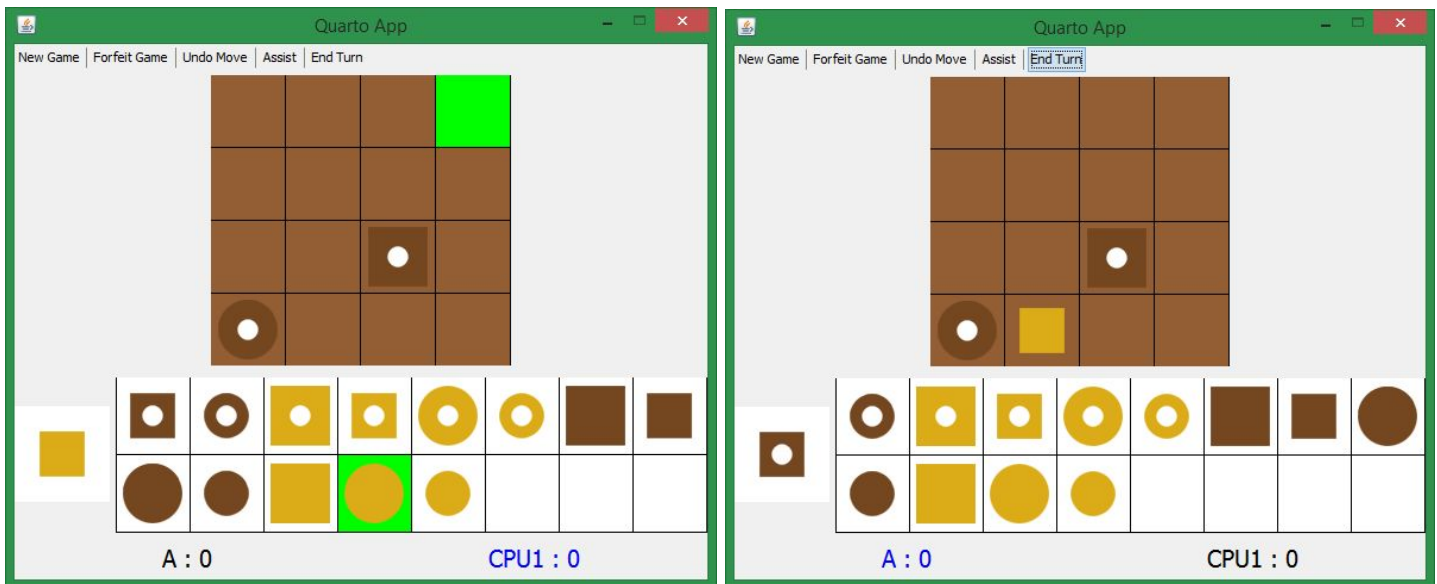 Quarto App
New Game Forfeit Game Undo Move Assist End Turn
A : 0 CPU1 : 0
Quarto App
New Game Forfeit Game Undo Move Assist End Turn
A : 0 CPU1 : 0